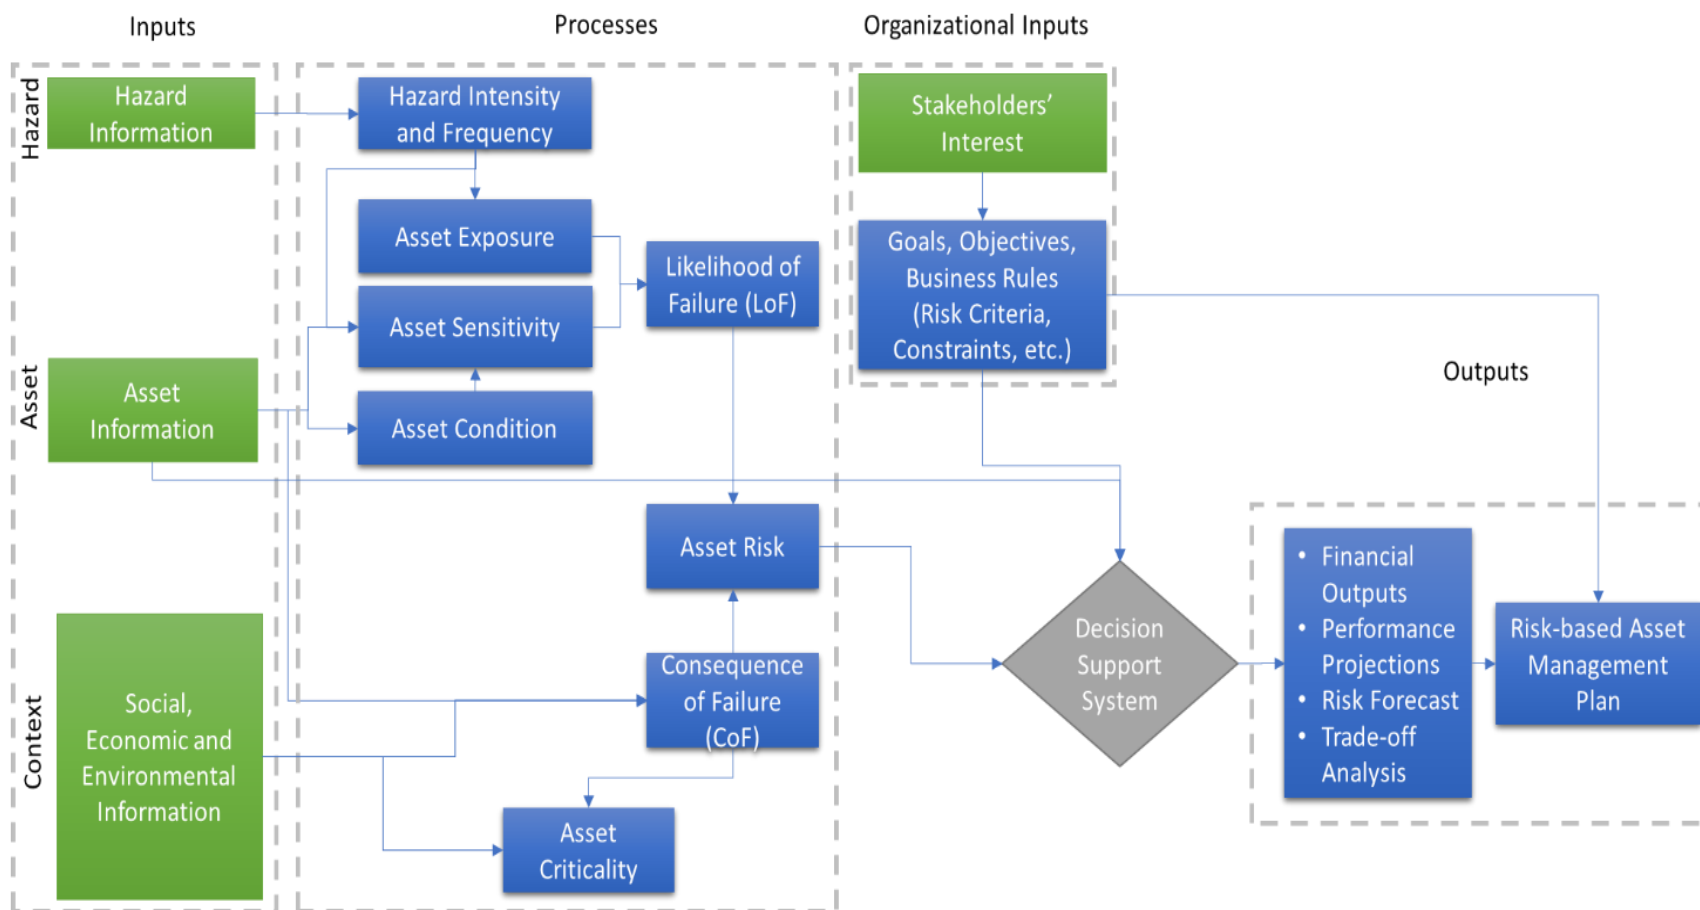 Inputs
Processes
Organizational Inputs
Hazard
Hazard
Information
Hazard Intensity
and Frequency
Stakeholders'
Interest
Asset Exposure
Likelihood of
Failure (LoF)
Goals, Objectives,
Business Rules
(Risk Criteria,
Constraints, etc.)
Asset Sensitivity
Asset
Asset
Information
Asset Condition
Outputs
Asset Risk
Context
Social,
Economic and
Environmental
Information
Consequence
of Failure
(CoF)
Asset
Criticality
Decision
Support
System
• Financial
Outputs
• Performance
Projections
• Risk Forecast
• Trade-off
Analysis
Risk-based Asset
Management
Plan